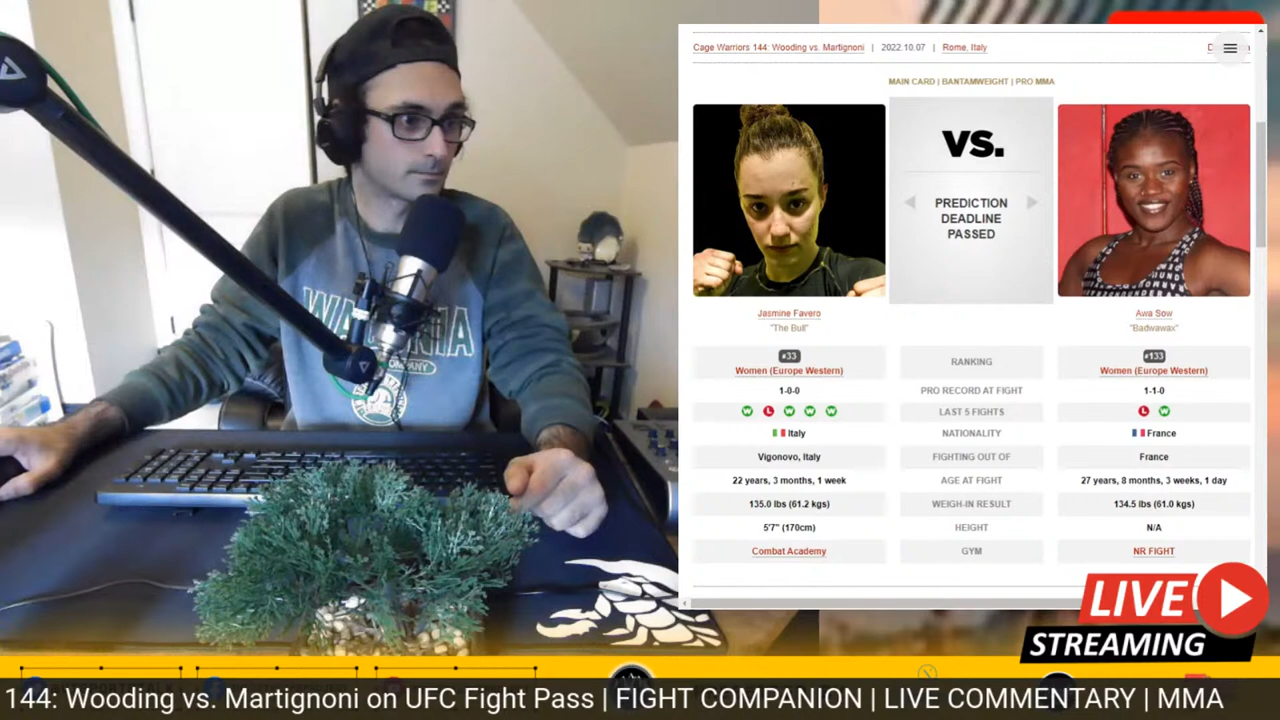 Cage Warriors 144: Wooding vs. Martignoni | 2022.10.07 | Rome, Italy
MAIN CARD | BANTAMWEIGHT | PRO MMA
VS.
PREDICTION
DEADLINE
PASSED
Jasmine Favero
"The Bull"
Awa Sow
"Badwawax"
#33 RANKING #133
Women (Europe Western) Women (Europe Western)
1-0-0 PRO RECORD AT FIGHT 1-1-0
W L W W W LAST 5 FIGHTS L W
Italy NATIONALITY France
Vigonovo, Italy FIGHTING OUT OF France
22 years, 3 months, 1 week AGE AT FIGHT 27 years, 8 months, 3 weeks, 1 day
135.0 lbs (61.2 kgs) WEIGH-IN RESULT 134.5 lbs (61.0 kgs)
5'7" (170cm) HEIGHT N/A
Combat Academy GYM NR FIGHT
LIVE
STREAMING
144: Wooding vs. Martignoni on UFC Fight Pass | FIGHT COMPANION | LIVE COMMENTARY | MMA